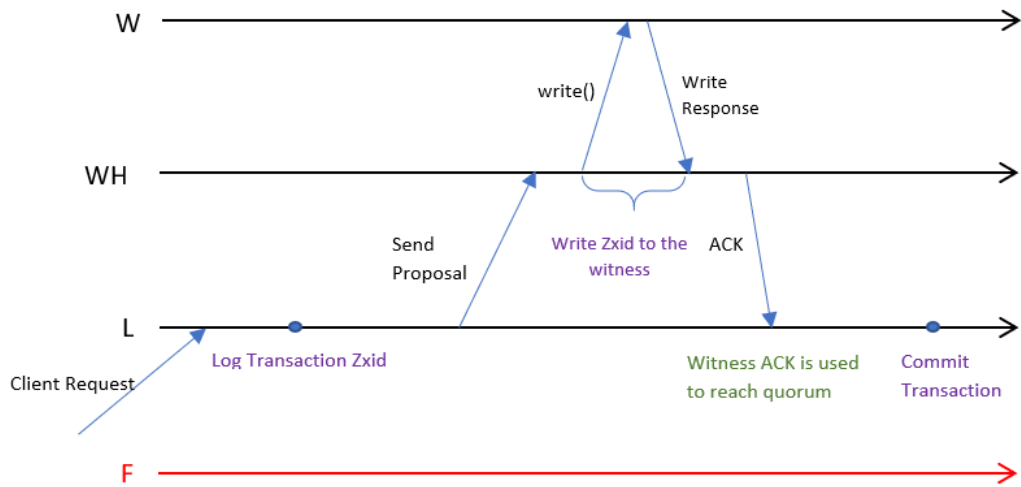 W
write()
Write
Response
WH
Send
Proposal
Write Zxid to the
witness
ACK
L
Log Transaction Zxid
Client Request
Witness ACK is used
to reach quorum
Commit
Transaction
F